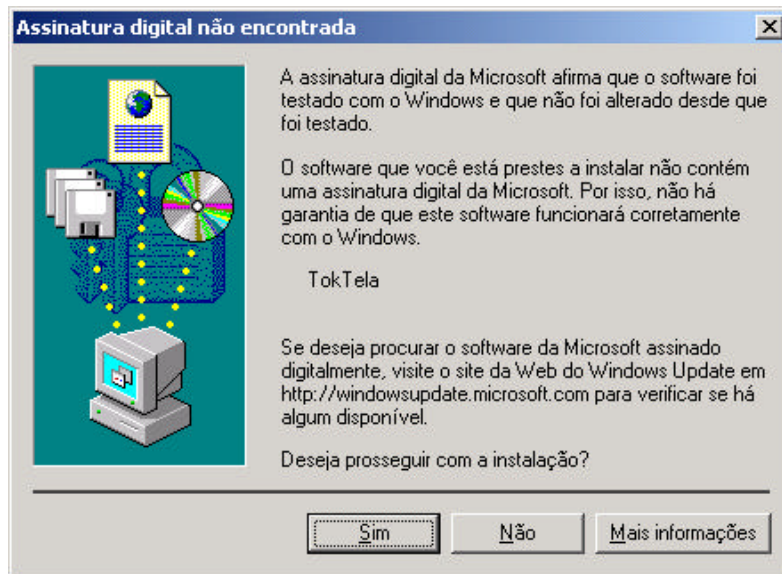 Assinatura digital não encontrada
A assinatura digital da Microsoft afirma que o software foi
testado com o Windows e que não foi alterado desde que
foi testado.
O software que você está prestes a instalar não contém
uma assinatura digital da Microsoft. Por isso, não há
garantia de que este software funcionará corretamente
com o Windows.
TokTela
Se deseja procurar o software da Microsoft assinado
digitalmente, visite o site da Web do Windows Update em
http://windowsupdate.microsoft.com para verificar se há
algum disponível.
Deseja prosseguir com a instalação?
Sim
Não
Mais informações